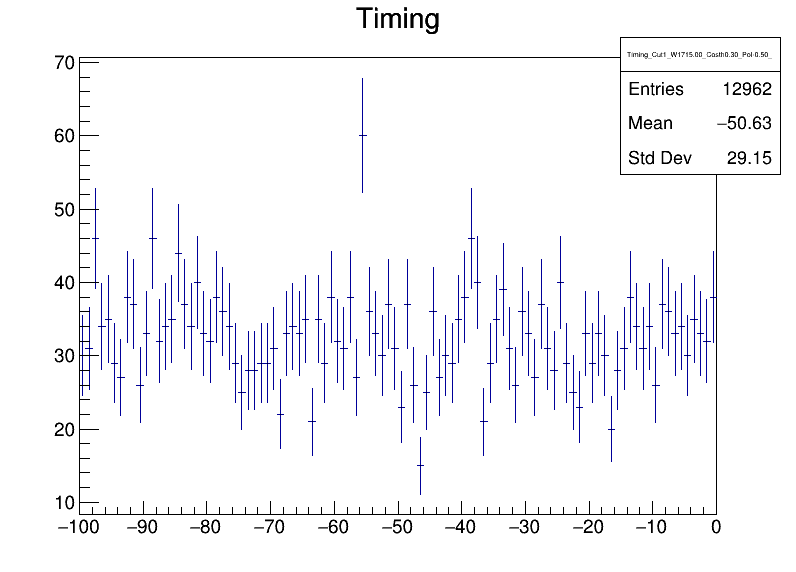 Timing
Timing_Cut1_W1715.00_Costh0.30_Pol-0.50_
Entries 12962
Mean −50.63
Std Dev 29.15
70
60
50
40
30
20
10
−100 −90 −80 −70 −60 −50 −40 −30 −20 −10 0